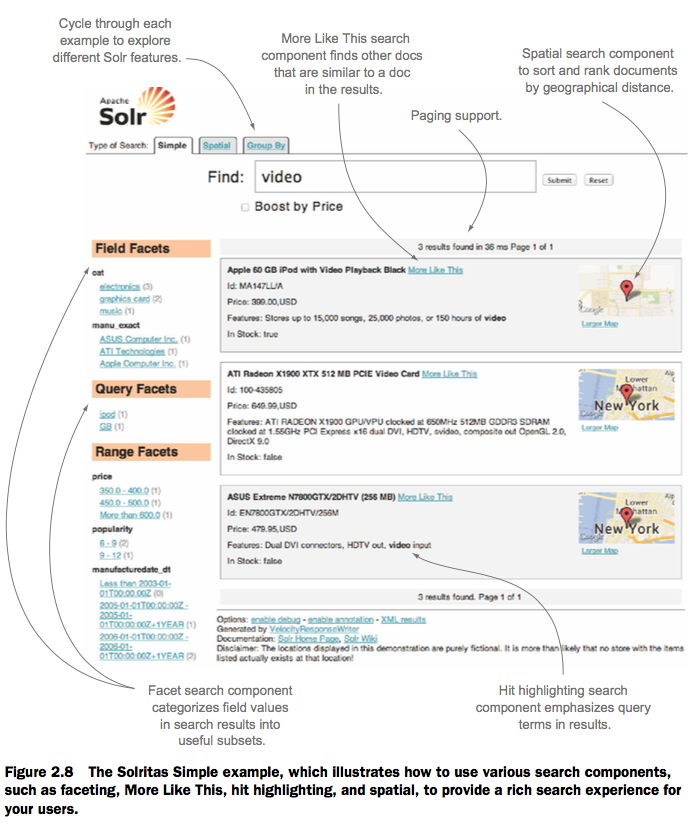 Cycle through each
example to explore
different Solr features.
More Like This search
component finds other docs
that are similar to a doc
in the results.
Spatial search component
to sort and rank documents
by geographical distance.
Paging support.
Apache
Solr
Type of Search: Simple Spatial Group By
Find: video Submit Reset
Boost by Price
3 results found in 36 ms Page 1 of 1
Field Facets
cat
electronics (3)
graphics card (2)
music (1)
manu_exact
ASUS Computer Inc. (1)
ATI Technologies (1)
Apple Computer Inc. (1)
Query Facets
ipod (1)
GB (1)
Range Facets
price
350.0 - 400.0 (1)
450.0 - 500.0 (1)
More than 600.0 (1)
popularity
6 - 9 (2)
9 - 12 (1)
manufacturedate_dt
Less than 2003-01-
01T00:00:00Z (0)
2005-01-01T00:00:00Z -
2005-01-
01T00:00:00Z+1YEAR (1)
2006-01-01T00:00:00Z -
2006-01-
01T00:00:00Z+1YEAR (2)
Apple 60 GB iPod with Video Playback Black More Like This
Id: MA147LL/A
Price: 399.00,USD
Features: Stores up to 15,000 songs, 25,000 photos, or 150 hours of video
In Stock: true
Google
Larger Map
ATI Radeon X1900 XTX 512 MB PCIE Video Card More Like This
Id: 100-435805
Price: 649.99,USD
Features: ATI RADEON X1900 GPU/VPU clocked at 650MHz 512MB GDDR3 SDRAM
clocked at 1.55GHz PCI Express x16 dual DVI, HDTV, svideo, composite out OpenGL 2.0,
DirectX 9.0
In Stock: false
Lower
New York
Google
Larger Map
ASUS Extreme N7800GTX/2DHTV (256 MB) More Like This
Id: EN7800GTX/2DHTV/256M
Price: 479.95,USD
Features: Dual DVI connectors, HDTV out, video input
In Stock: false
Lower
New York
Google
Larger Map
3 results found. Page 1 of 1
Options: enable debug - enable annotation - XML results
Generated by VelocityResponseWriter
Documentation: Solr Home Page, Solr Wiki
Disclaimer: The locations displayed in this demonstration are purely fictional. It is more than likely that no store with the items
listed actually exists at that location!
Facet search component
categorizes field values
in search results into
useful subsets.
Hit highlighting search
component emphasizes query
terms in results.
Figure 2.8 The Solritas Simple example, which illustrates how to use various search components,
such as faceting, More Like This, hit highlighting, and spatial, to provide a rich search experience for
your users.